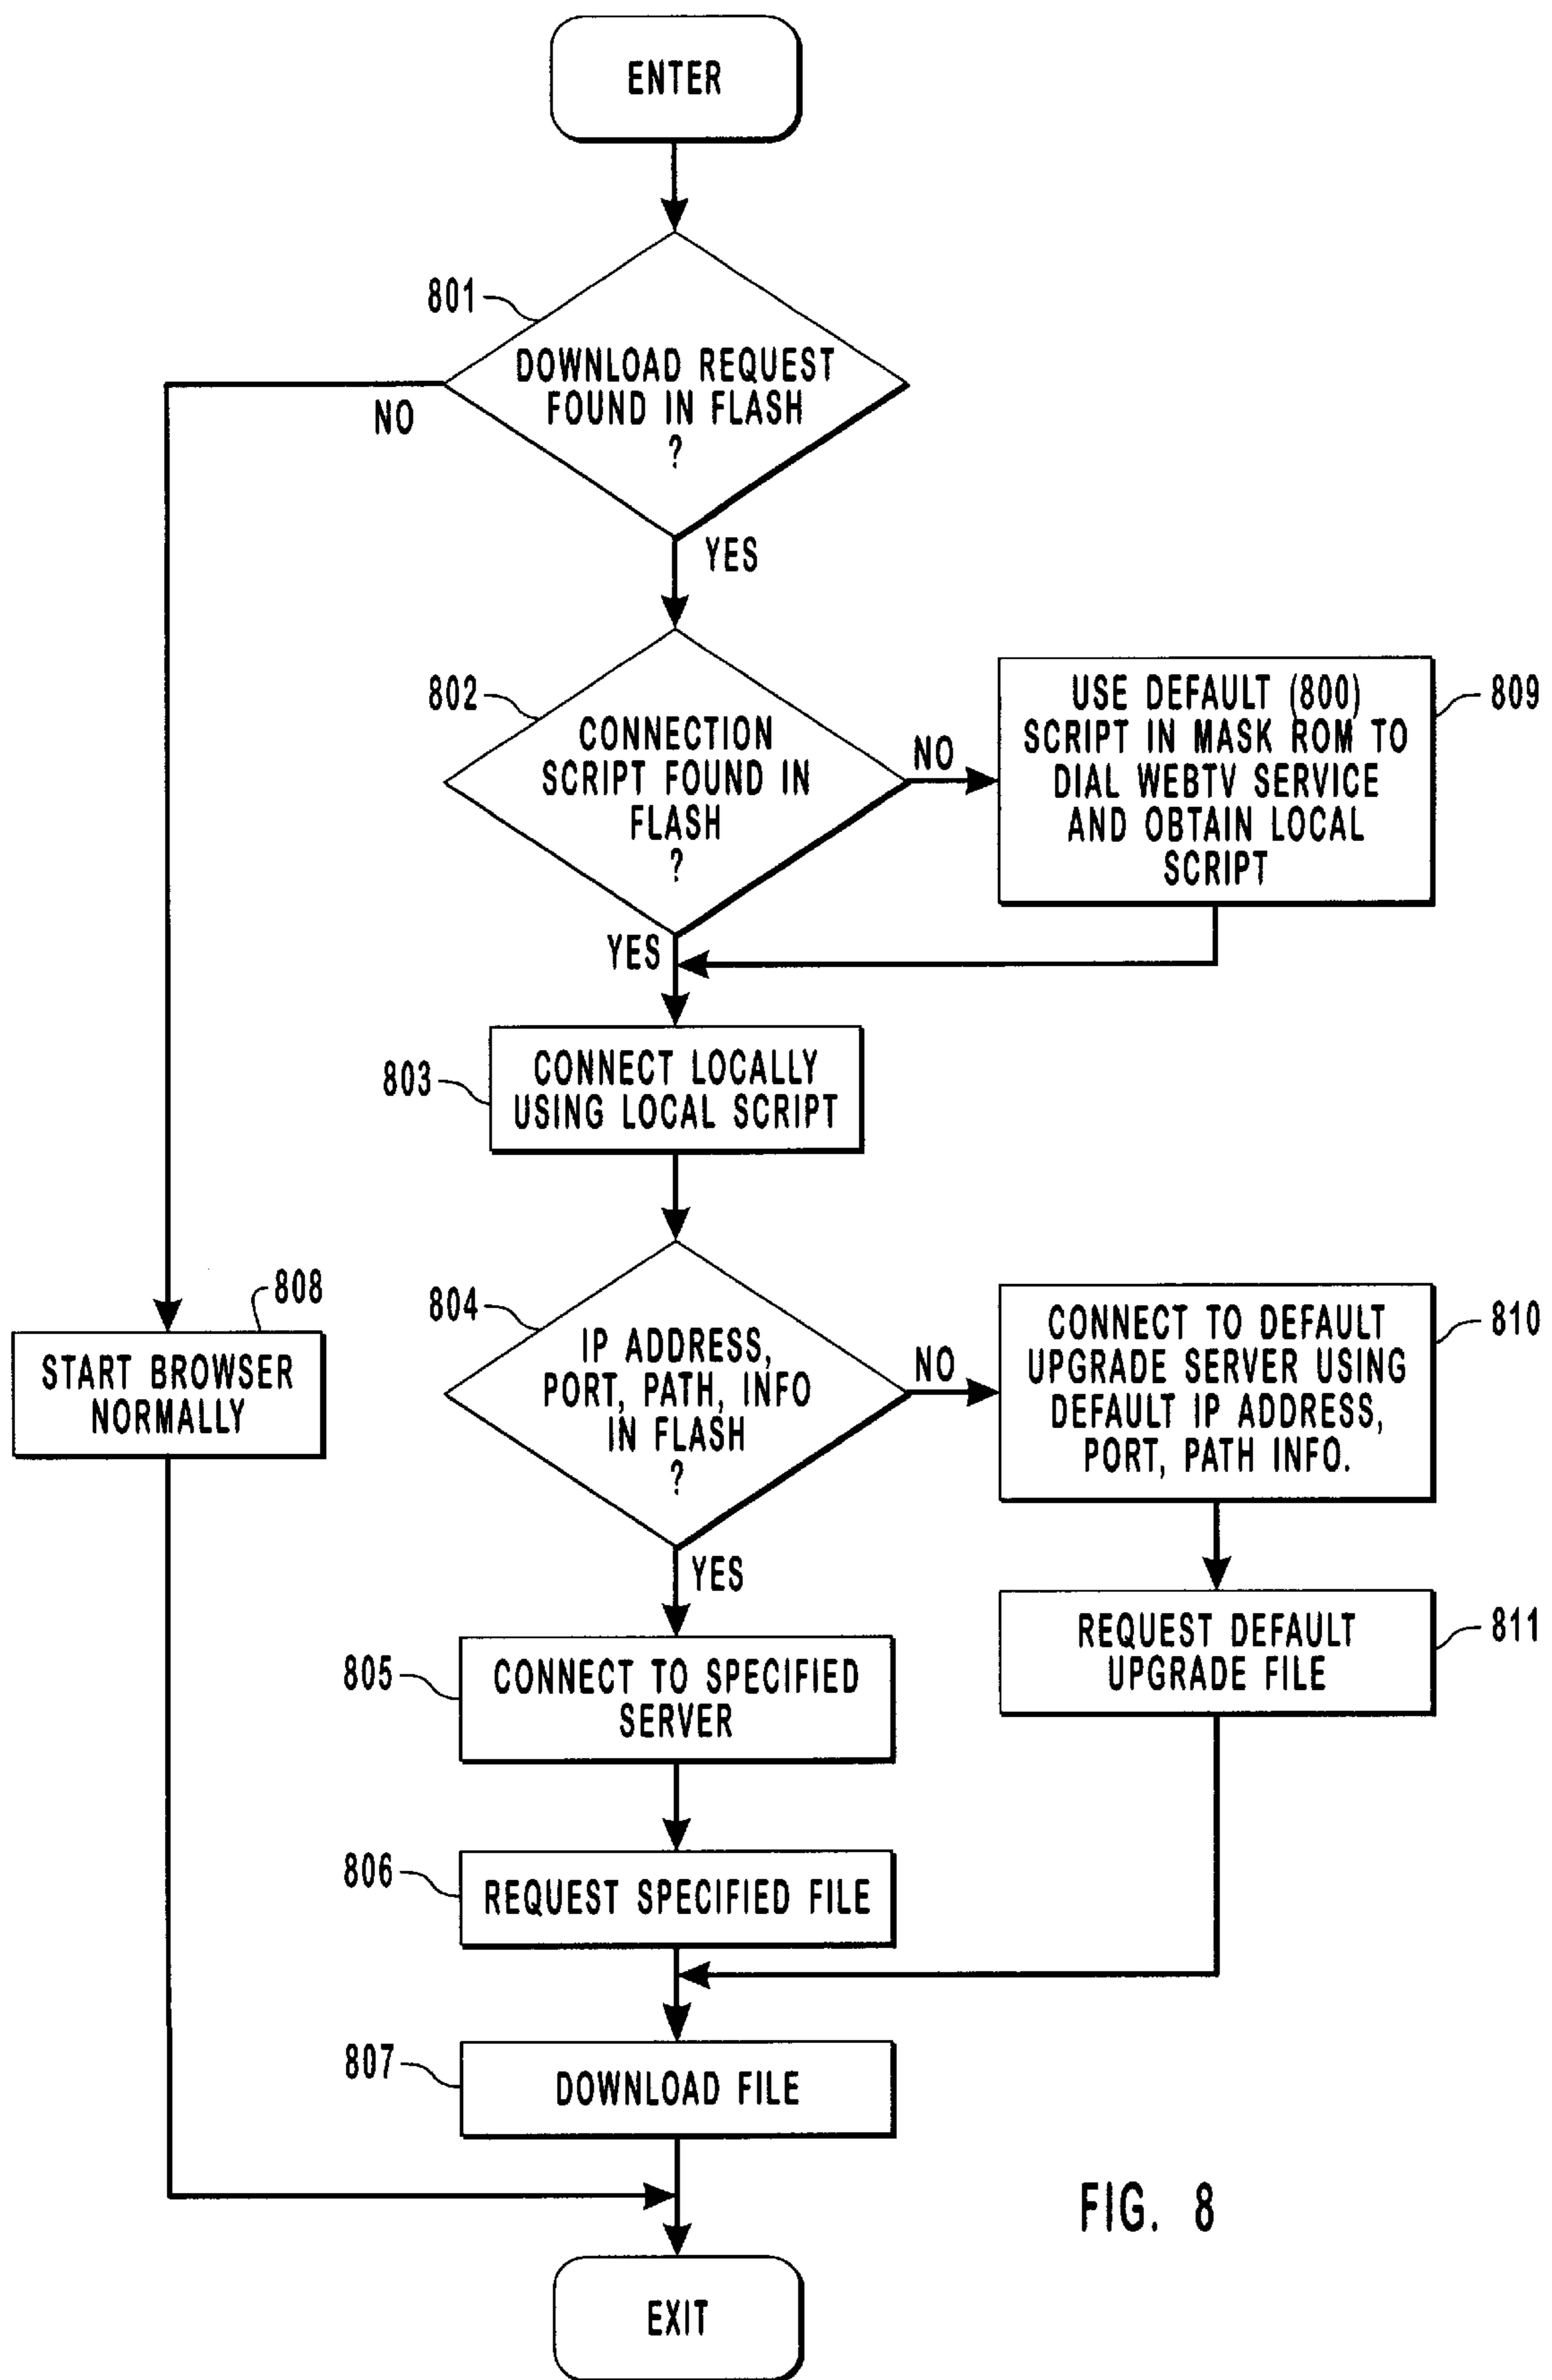 ENTER
801
DOWNLOAD REQUEST
FOUND IN FLASH
?
NO
YES
802
CONNECTION
SCRIPT FOUND IN
FLASH
?
NO
YES
USE DEFAULT (800)
SCRIPT IN MASK ROM TO
DIAL WEBTV SERVICE
AND OBTAIN LOCAL
SCRIPT
809
803
CONNECT LOCALLY
USING LOCAL SCRIPT
808
START BROWSER
NORMALLY
804
IP ADDRESS,
PORT, PATH, INFO
IN FLASH
?
NO
YES
CONNECT TO DEFAULT
UPGRADE SERVER USING
DEFAULT IP ADDRESS,
PORT, PATH INFO.
810
805
CONNECT TO SPECIFIED
SERVER
REQUEST DEFAULT
UPGRADE FILE
811
806
REQUEST SPECIFIED FILE
807
DOWNLOAD FILE
FIG. 8
EXIT